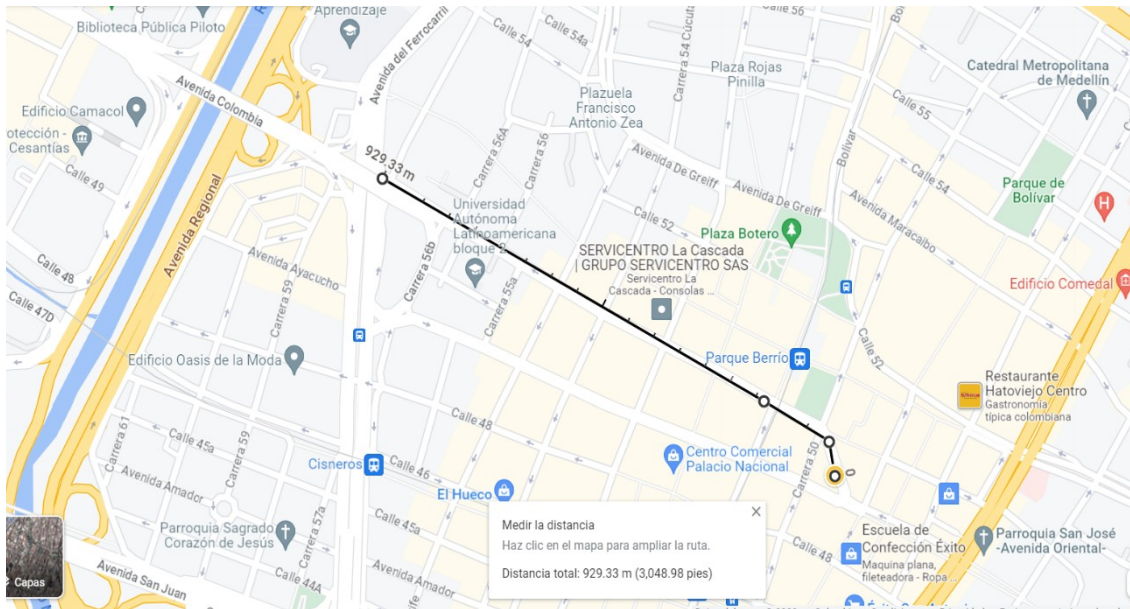 Aprendizaje
Biblioteca Pública Piloto
Calle 54
Calle 54a
Calle 56
Carrera 54 Cucuta
Avenida del Ferrocarril
Plaza Rojas
Pinilla
Catedral Metropolitana
de Medellín
Avenida Colombia
Plazuela
Francisco
Antonio Zea
Calle 55
Edificio Camacol
otección -
Cesantías
Calle 49
929.33 m
Carrera 56A
Carrera 56
Bolívar
Avenida De Greiff
Avenida De Greiff
Calle 54
Parque de
Bolívar
Avenida Regional
Universidad
Autónoma
Latinoamericana
bloque 2
Calle 52
Plaza Botero
Avenida Maracaibo
Avenida Ayacucho
Carrera 56b
SERVICENTRO La Cascada
| GRUPO SERVICENTRO SAS
Servicentro La
Cascada - Consolas ...
Calle 48
Calle 47D
Carrera 59
Carrera 55a
Edificio Comedal
Edificio Oasis de la Moda
Parque Berrío
Calle 52
Restaurante
Hatoviejo Centro
Gastronomía
típica colombiana
Carrera 61
Calle 45a
Carrera 59
Calle 48
Cisneros
Calle 46
Centro Comercial
Palacio Nacional
Carrera 50
0
Avenida Amador
El Hueco
Parroquia Sagrado
Corazón de Jesús
Carrera 57a
Calle 45a
Medir la distancia
Haz clic en el mapa para ampliar la ruta.
Distancia total: 929.33 m (3,048.98 pies)
Calle 48
Escuela de
Confección Éxito
Maquina plana,
fileteadora - Ropa ...
Parroquia San José
-Avenida Oriental-
Capas
Avenida San Juan
Calle 44A
Avenida Amador